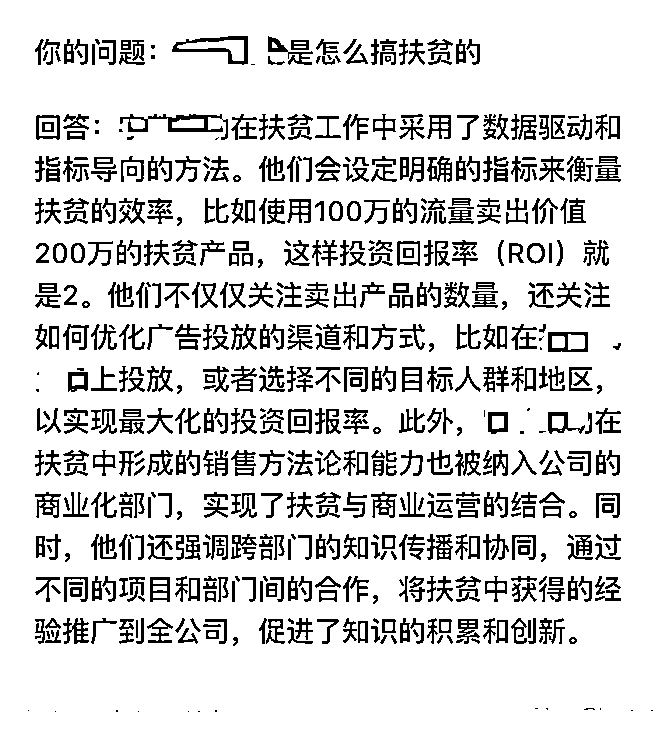 你的问题：是怎么搞扶贫的
回答：在扶贫工作中采用了数据驱动和
指标导向的方法。他们会设定明确的指标来衡量
扶贫的效率，比如使用100万的流量卖出价值
200万的扶贫产品，这样投资回报率（ROI）就
是2。他们不仅仅关注卖出产品的数量，还关注
如何优化广告投放的渠道和方式，比如在
上投放，或者选择不同的目标人群和地区，
以实现最大化的投资回报率。此外，在
扶贫中形成的销售方法论和能力也被纳入公司的
商业化部门，实现了扶贫与商业运营的结合。同
时，他们还强调跨部门的知识传播和协同，通过
不同的项目和部门间的合作，将扶贫中获得的经
验推广到全公司，促进了知识的积累和创新。